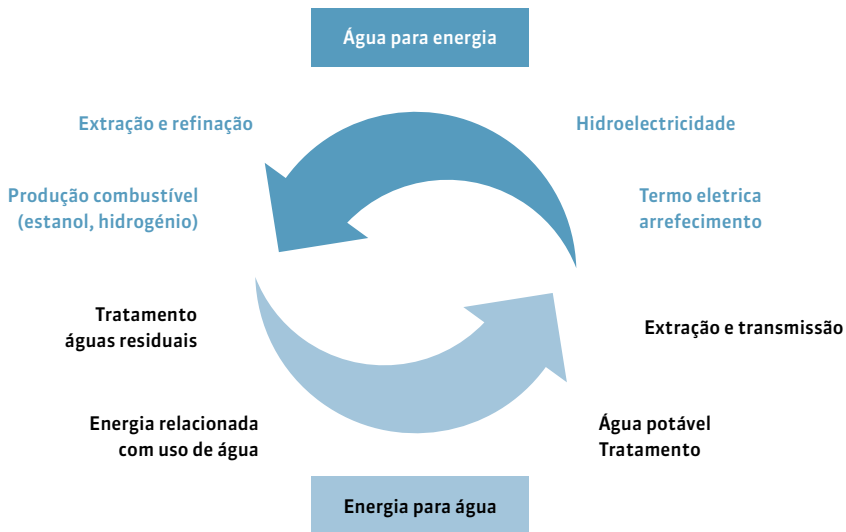 Água para energia
Extração e refinação
Hidroelectricidade
Produção combustível
(estanol, hidrogénio)
Termo eletrica
arrefecimento
Tratamento
águas residuais
Extração e transmissão
Energia relacionada
com uso de água
Água potável
Tratamento
Energia para água